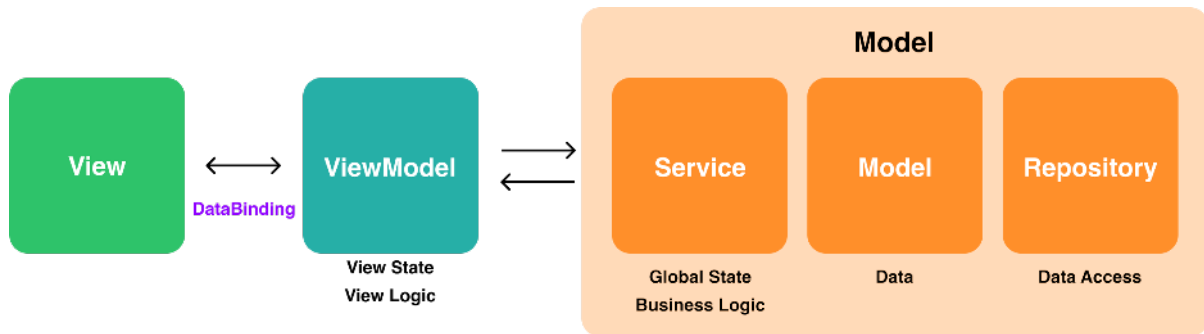 Model
View
ViewModel
Service
Model
Repository
DataBinding
View State
View Logic
Global State
Business Logic
Data
Data Access